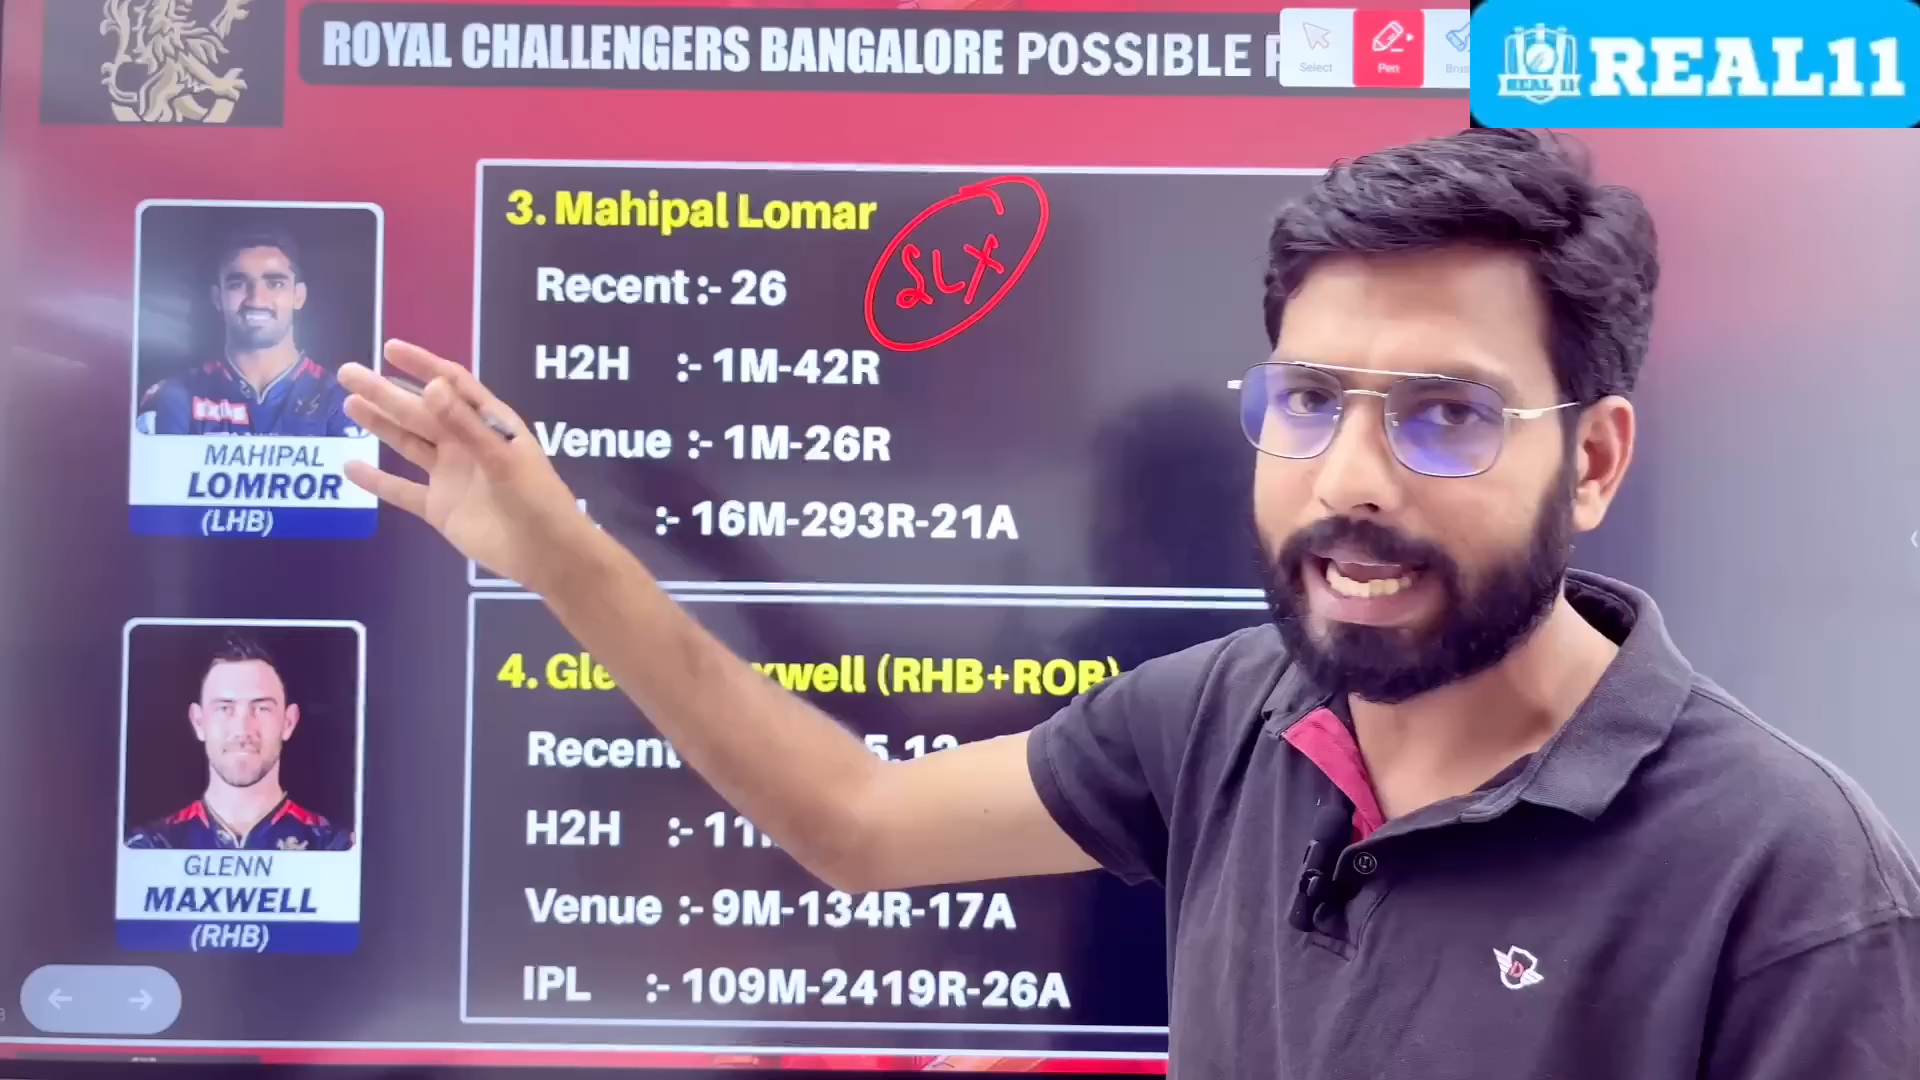 ROYAL CHALLENGERS BANGALORE POSSIBLE
Select
Pen
REAL 11
REAL11
3. Mahipal Lomar
SLX
Recent :- 26
H2H :- 1M-42R
Venue :- 1M-26R
:- 16M-293R-21A
MAHIPAL
LOMROR
(LHB)
4. (RHB+ROB)
Recent
H2H :-
Venue :- 9M-134R-17A
IPL :- 109M-2419R-26A
GLENN
MAXWELL
(RHB)
D